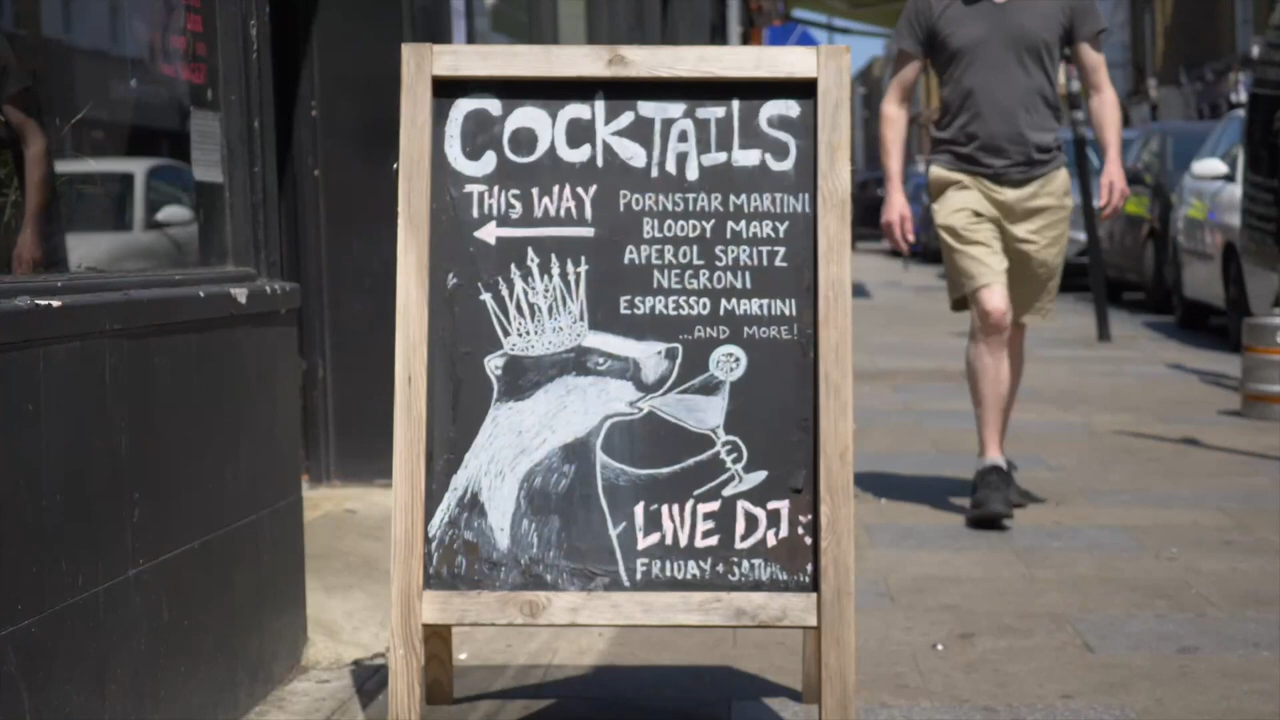 COCKTAILS
THIS WAY
PORNSTAR MARTINI
BLOODY MARY
APEROL SPRITZ
NEGRONI
ESPRESSO MARTINI
...AND MORE!
LIVE DJ
FRIDAY +